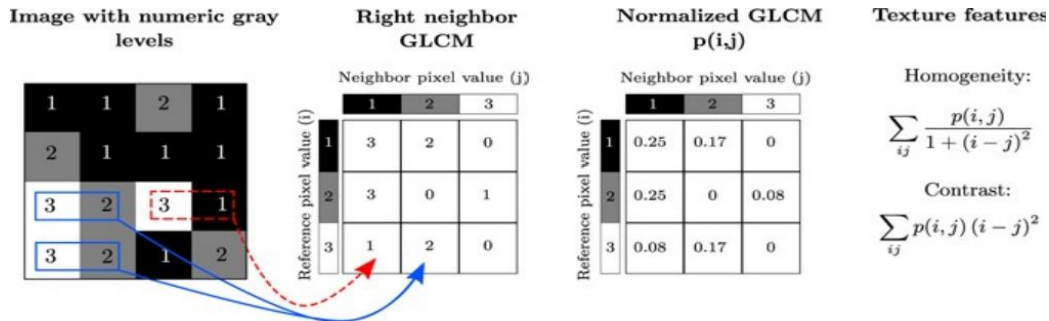 Image with numeric gray levels
Right neighbor GLCM
Normalized GLCM p(i,j)
Texture features
1 1 2 1
2 1 1 1
3 2 3 1
3 2 1 2
Neighbor pixel value (j)
1 2 3
Reference pixel value (i)
1 3 2 0
2 3 0 1
3 1 2 0
Neighbor pixel value (j)
1 2 3
Reference pixel value (i)
1 0.25 0.17 0
2 0.25 0 0.08
3 0.08 0.17 0
Homogeneity:
∑ij p(i,j) / 1 + (i − j)²
Contrast:
∑ij p(i,j) (i − j)²